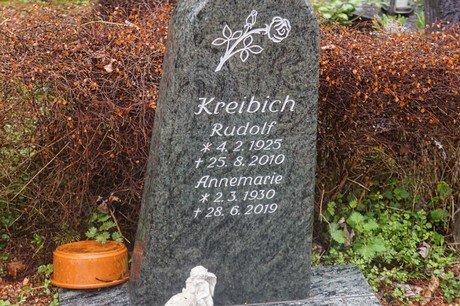 Kreibich
Rudolf
* 4. 2. 1925
† 25. 8. 2010
Annemarie
* 2. 3. 1930
† 28. 6. 2019